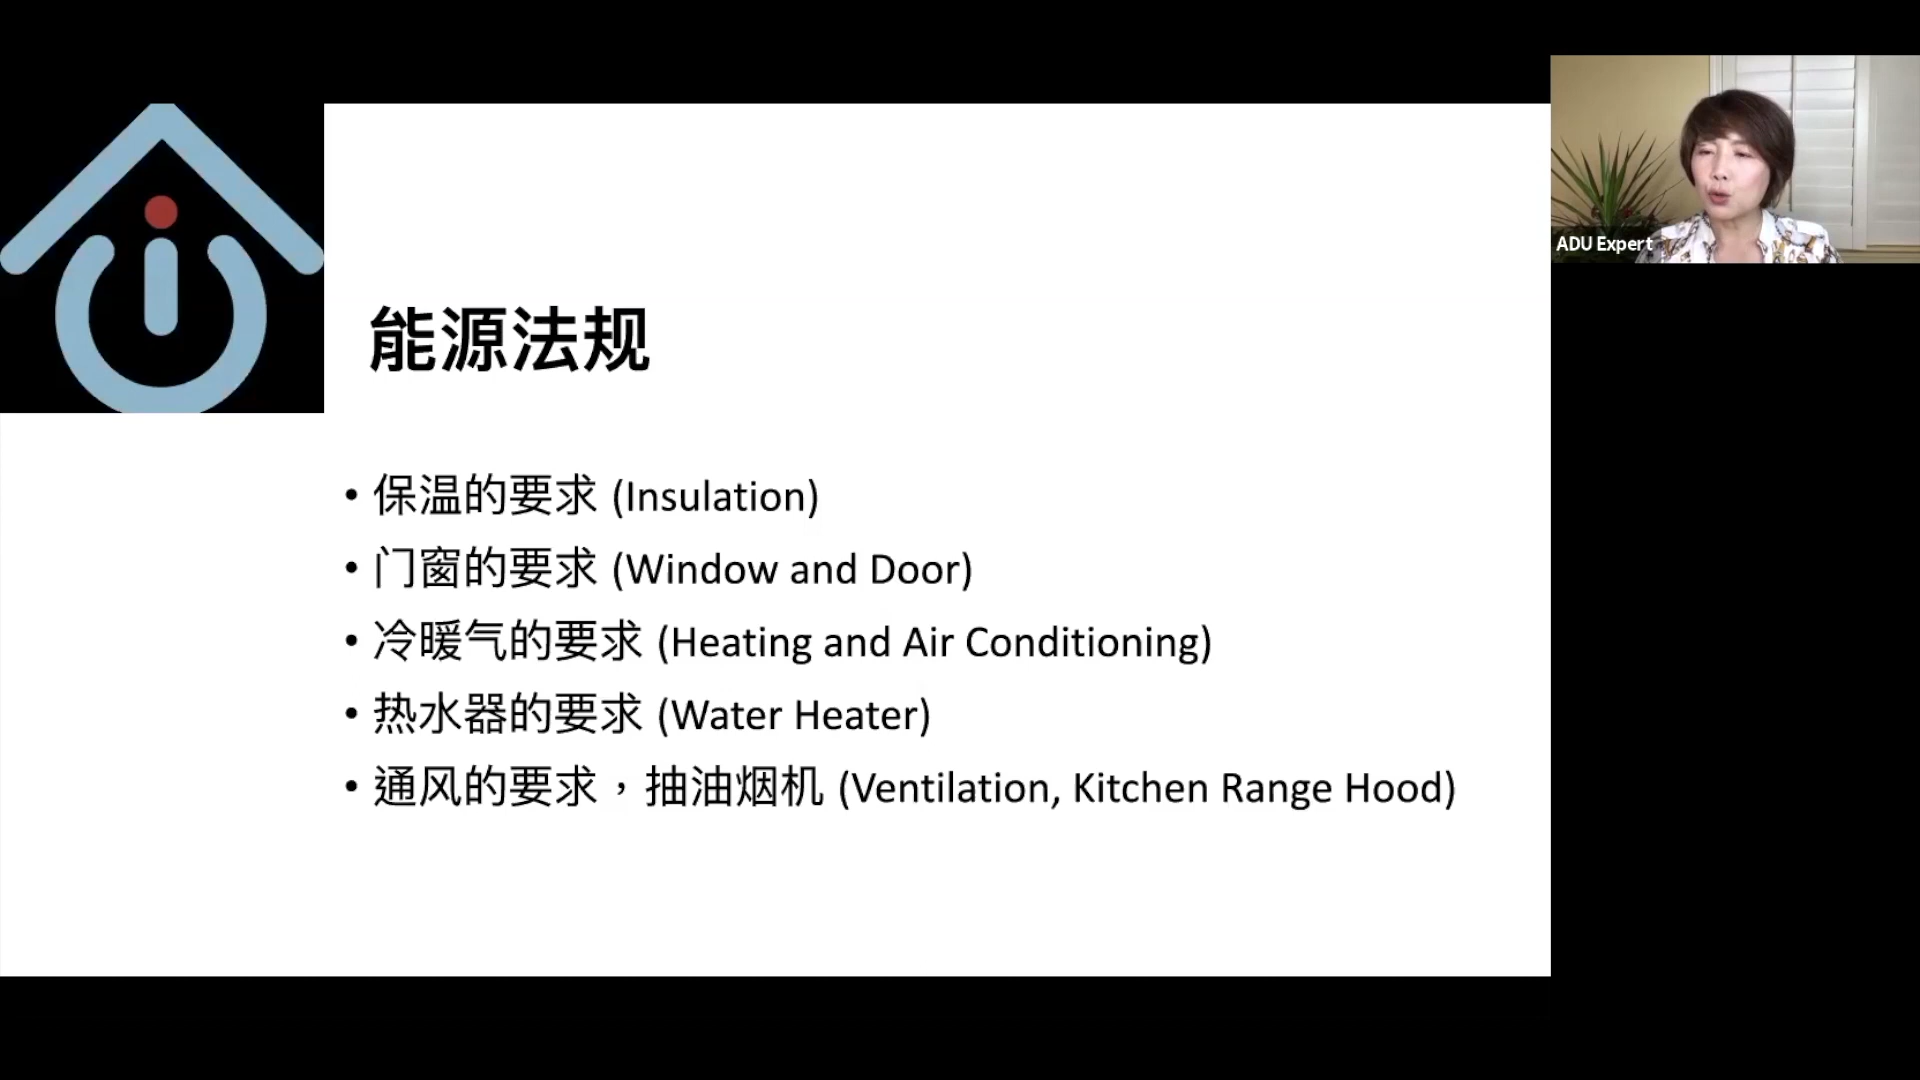 ADU Expert
能源法规
• 保温的要求 (Insulation)
• 门窗的要求 (Window and Door)
• 冷暖气的要求 (Heating and Air Conditioning)
• 热水器的要求 (Water Heater)
• 通风的要求，抽油烟机 (Ventilation, Kitchen Range Hood)